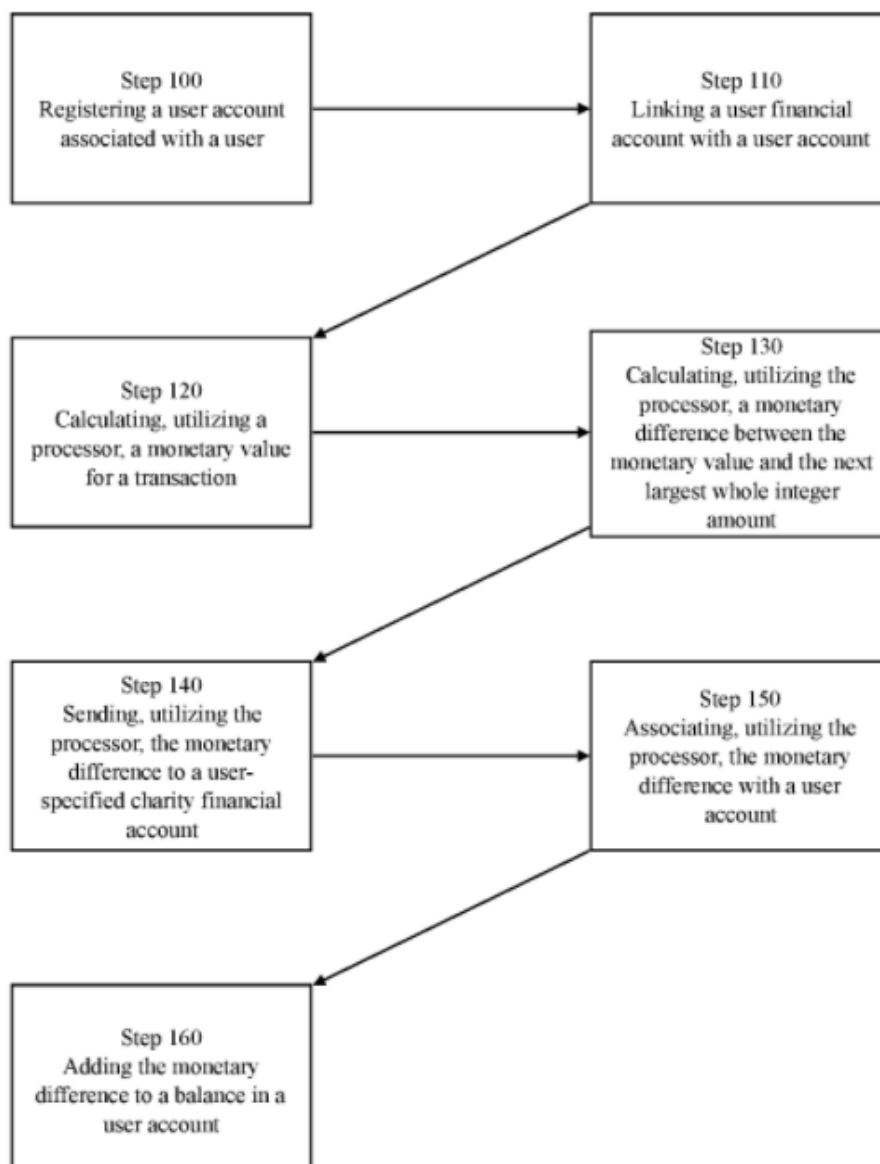 Step 100
Registering a user account
associated with a user
Step 110
Linking a user financial
account with a user account
Step 120
Calculating, utilizing a
processor, a monetary value
for a transaction
Step 130
Calculating, utilizing the
processor, a monetary
difference between the
monetary value and the next
largest whole integer
amount
Step 140
Sending, utilizing the
processor, the monetary
difference to a user-
specified charity financial
account
Step 150
Associating, utilizing the
processor, the monetary
difference with a user
account
Step 160
Adding the monetary
difference to a balance in a
user account